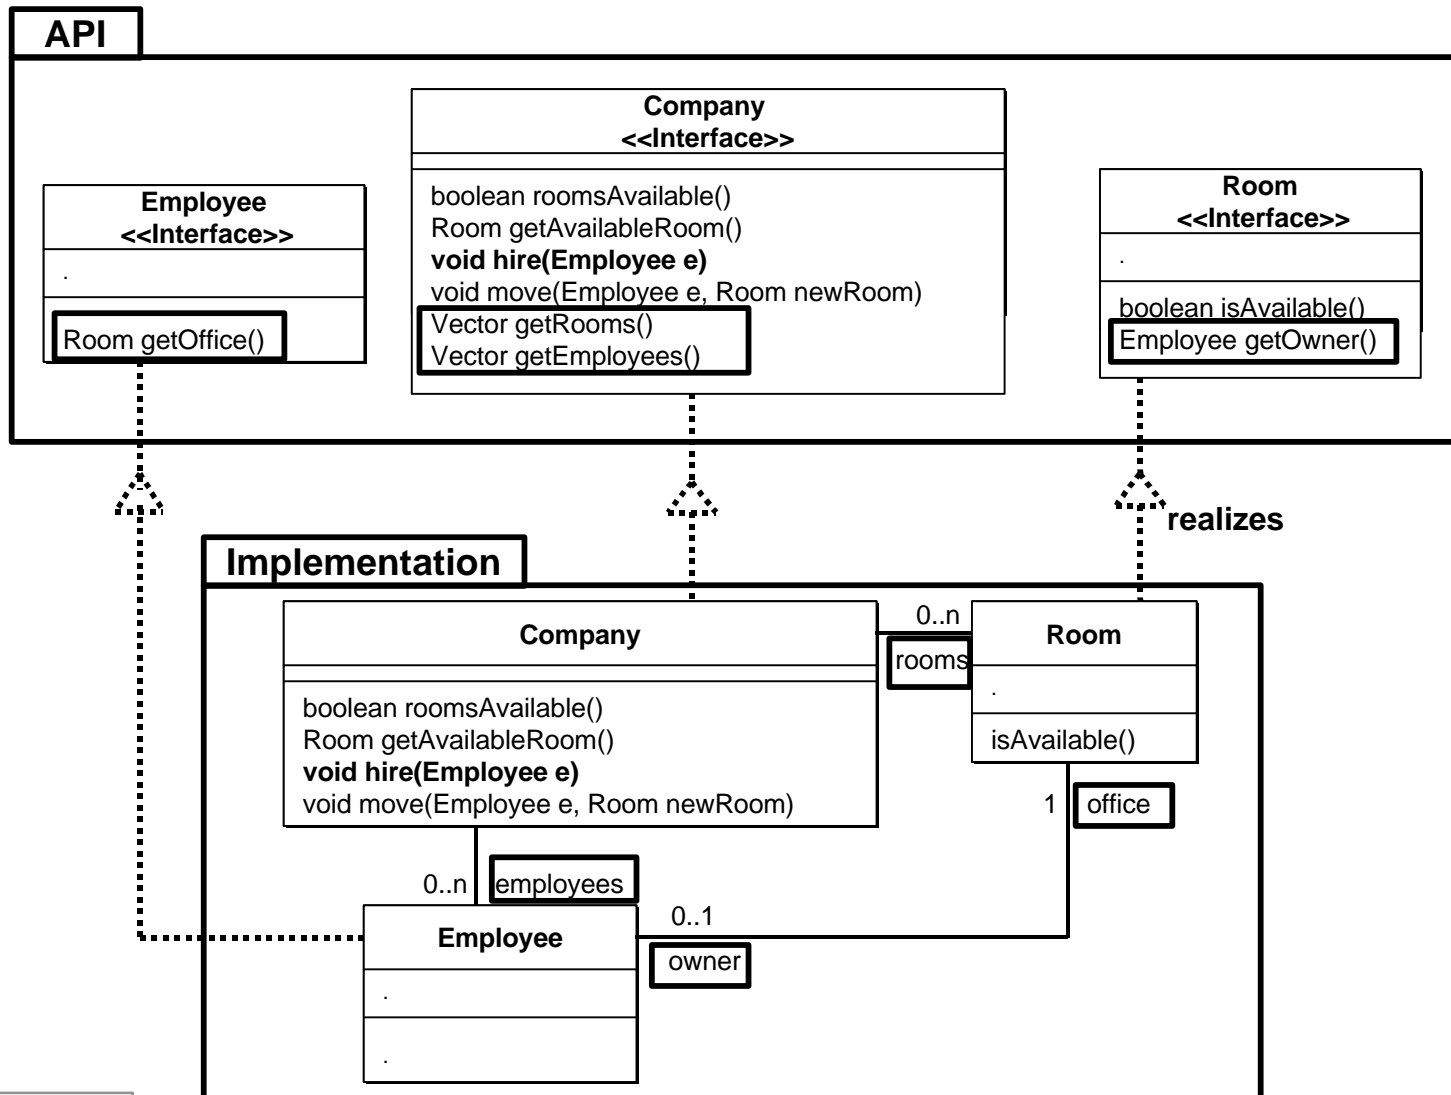 API
Company
<<Interface>>
boolean roomsAvailable()
Room getAvailableRoom()
void hire(Employee e)
void move(Employee e, Room newRoom)
Vector getRooms()
Vector getEmployees()
Employee
<<Interface>>
.
Room getOffice()
Room
<<Interface>>
.
boolean isAvailable()
Employee getOwner()
realizes
Implementation
Company
boolean roomsAvailable()
Room getAvailableRoom()
void hire(Employee e)
void move(Employee e, Room newRoom)
0..n
rooms
Room
.
isAvailable()
1 office
0..n employees
Employee
.
.
0..1
owner